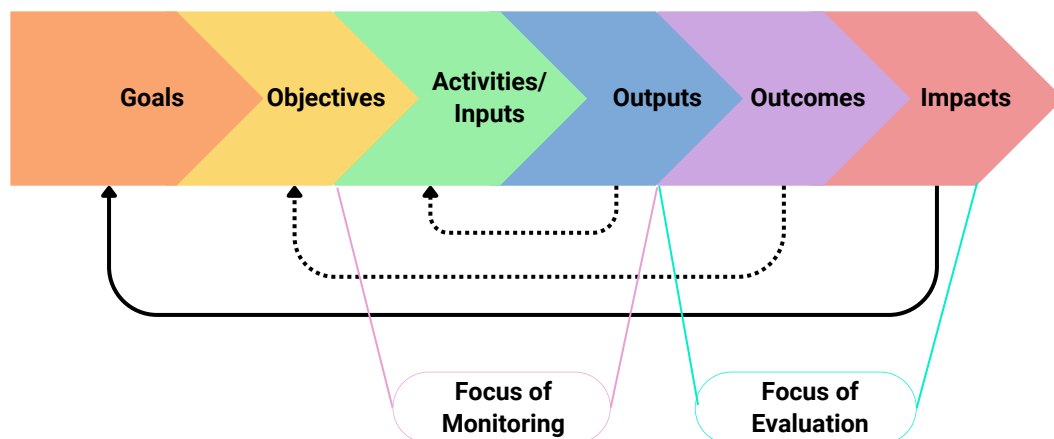 Goals
Objectives
Activities/
Inputs
Outputs
Outcomes
Impacts
Focus of
Monitoring
Focus of
Evaluation